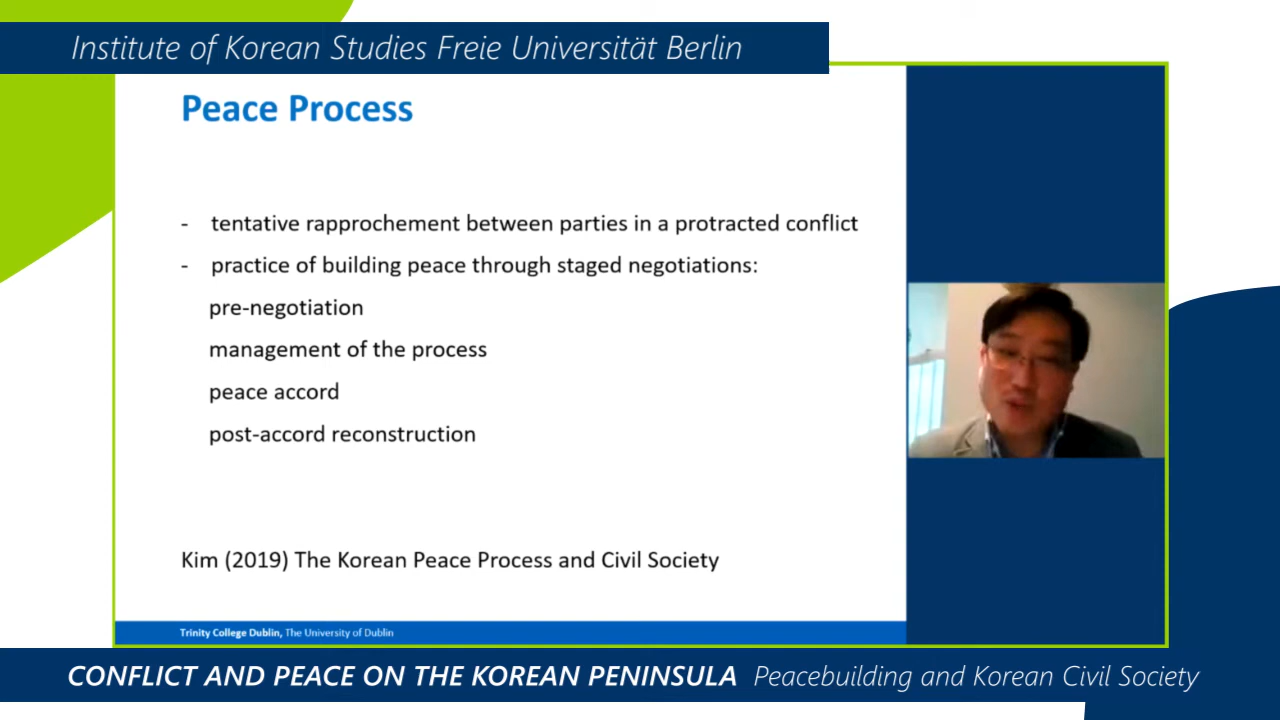 Institute of Korean Studies Freie Universität Berlin
Peace Process
- tentative rapprochement between parties in a protracted conflict
- practice of building peace through staged negotiations:
pre-negotiation
management of the process
peace accord
post-accord reconstruction
Kim (2019) The Korean Peace Process and Civil Society
Trinity College Dublin, The University of Dublin
CONFLICT AND PEACE ON THE KOREAN PENINSULA Peacebuilding and Korean Civil Society